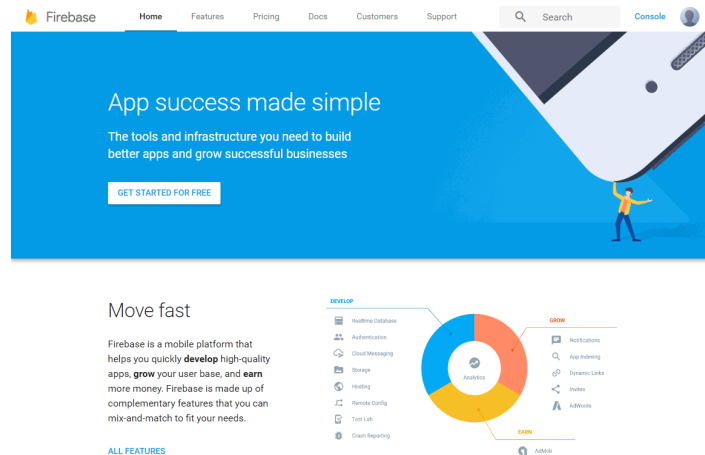 Firebase
Home
Features
Pricing
Docs
Customers
Support
Search
Console
App success made simple
The tools and infrastructure you need to build
better apps and grow successful businesses
GET STARTED FOR FREE
Move fast
Firebase is a mobile platform that
helps you quickly develop high-quality
apps, grow your user base, and earn
more money. Firebase is made up of
complementary features that you can
mix-and-match to fit your needs.
ALL FEATURES
DEVELOP
Realtime Database
Authentication
Cloud Messaging
Storage
Hosting
Remote Config
Test Lab
Crash Reporting
Analytics
GROW
Notifications
App Indexing
Dynamic Links
Invites
AdWords
EARN
AdMob